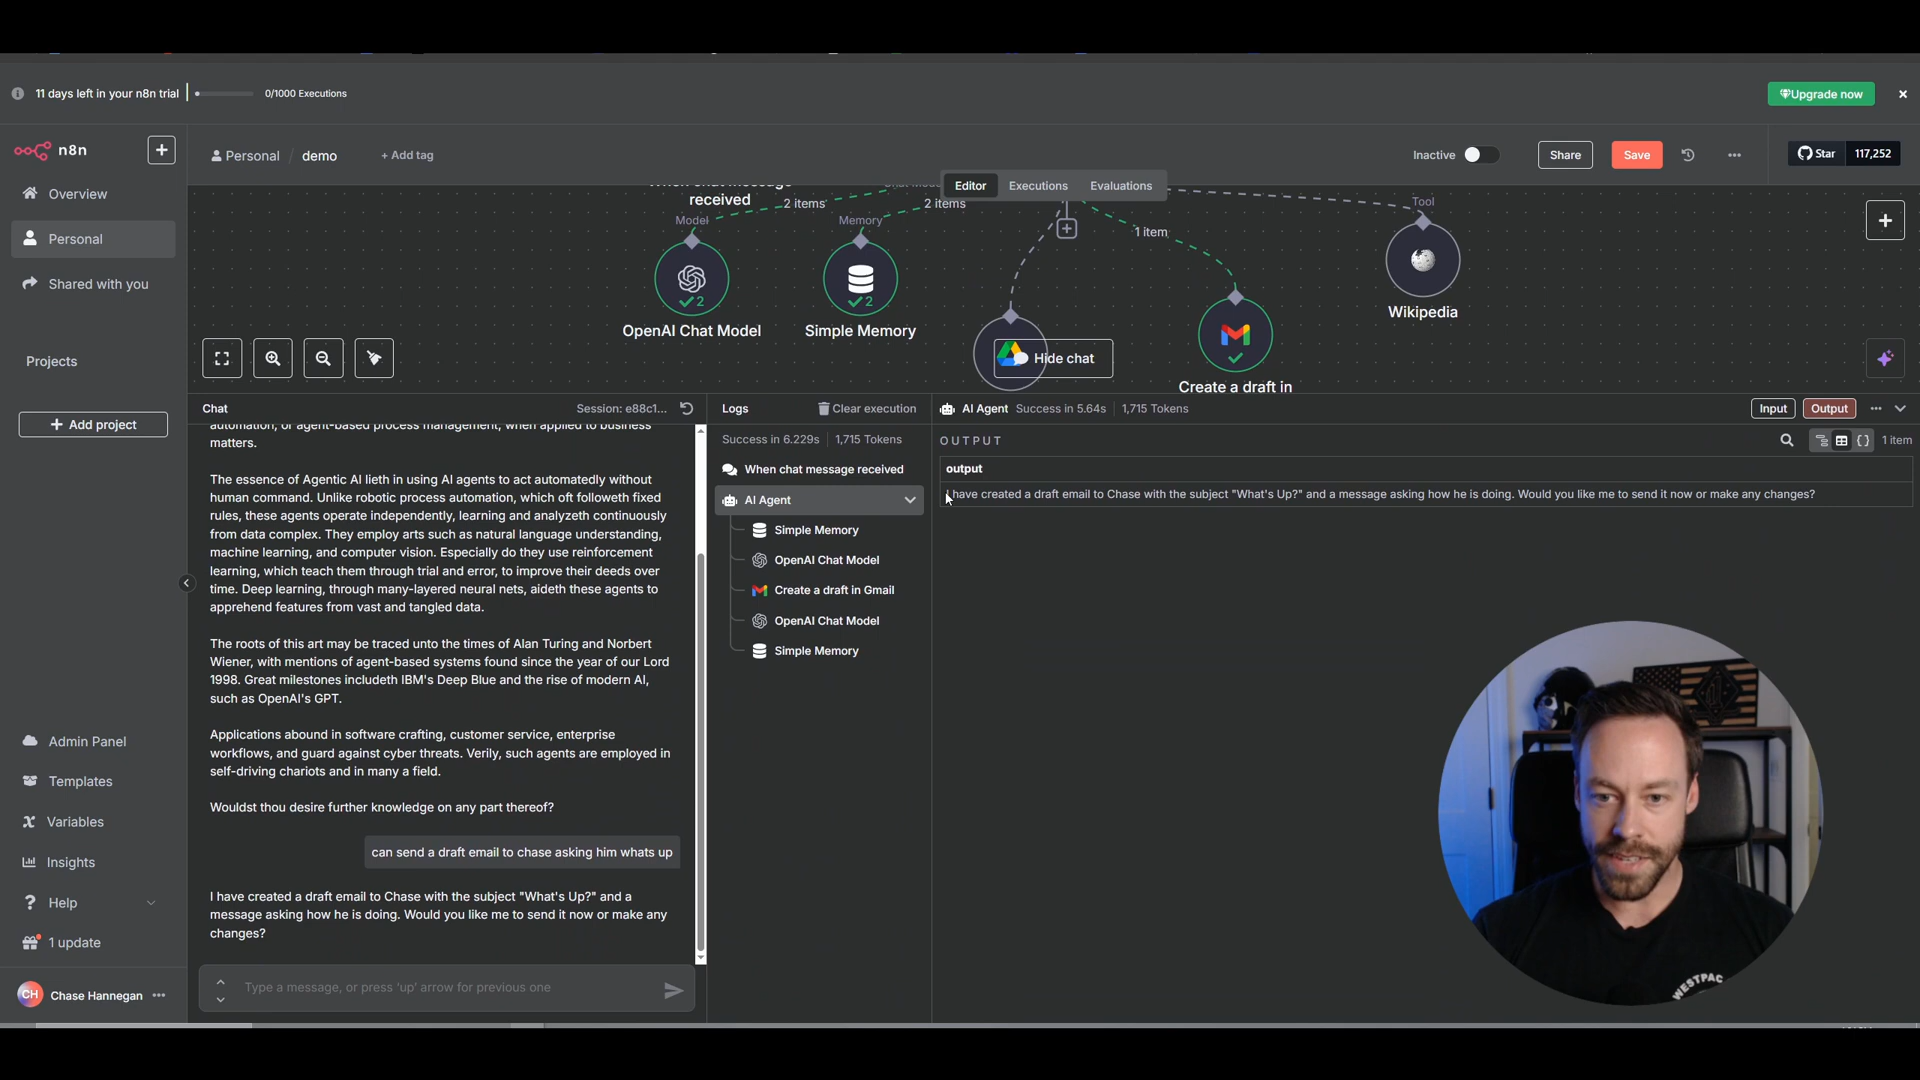 11 days left in your n8n trial
0/1000 Executions
Upgrade now
n8n
Personal / demo
+ Add tag
Inactive
Share
Save
Star
117,252
Overview
Personal
Shared with you
Projects
Add project
Admin Panel
Templates
Variables
Insights
Help
1 update
CH
Chase Hannegan
Editor
Executions
Evaluations
When chat message
received
2 items
2 items
Model
Memory
1 item
Tool
2
2
OpenAI Chat Model
Simple Memory
Hide chat
Create a draft in
Wikipedia
Chat
Session: e88c1...
automation, or agent-based process management, when applied to business
matters.
The essence of Agentic AI lieth in using AI agents to act automatedly without
human command. Unlike robotic process automation, which oft followeth fixed
rules, these agents operate independently, learning and analyzeth continuously
from data complex. They employ arts such as natural language understanding,
machine learning, and computer vision. Especially do they use reinforcement
learning, which teach them through trial and error, to improve their deeds over
time. Deep learning, through many-layered neural nets, aideth these agents to
apprehend features from vast and tangled data.
The roots of this art may be traced unto the times of Alan Turing and Norbert
Wiener, with mentions of agent-based systems found since the year of our Lord
1998. Great milestones includeth IBM's Deep Blue and the rise of modern AI,
such as OpenAI's GPT.
Applications abound in software crafting, customer service, enterprise
workflows, and guard against cyber threats. Verily, such agents are employed in
self-driving chariots and in many a field.
Wouldst thou desire further knowledge on any part thereof?
can send a draft email to chase asking him whats up
I have created a draft email to Chase with the subject "What's Up?" and a
message asking how he is doing. Would you like me to send it now or make any
changes?
Type a message, or press 'up' arrow for previous one
Logs
Clear execution
Success in 6.229s
1,715 Tokens
When chat message received
AI Agent
Simple Memory
OpenAI Chat Model
Create a draft in Gmail
OpenAI Chat Model
Simple Memory
AI Agent
Success in 5.64s
1,715 Tokens
Input
Output
OUTPUT
1 item
output
I have created a draft email to Chase with the subject "What's Up?" and a message asking how he is doing. Would you like me to send it now or make any changes?
WESTPAC